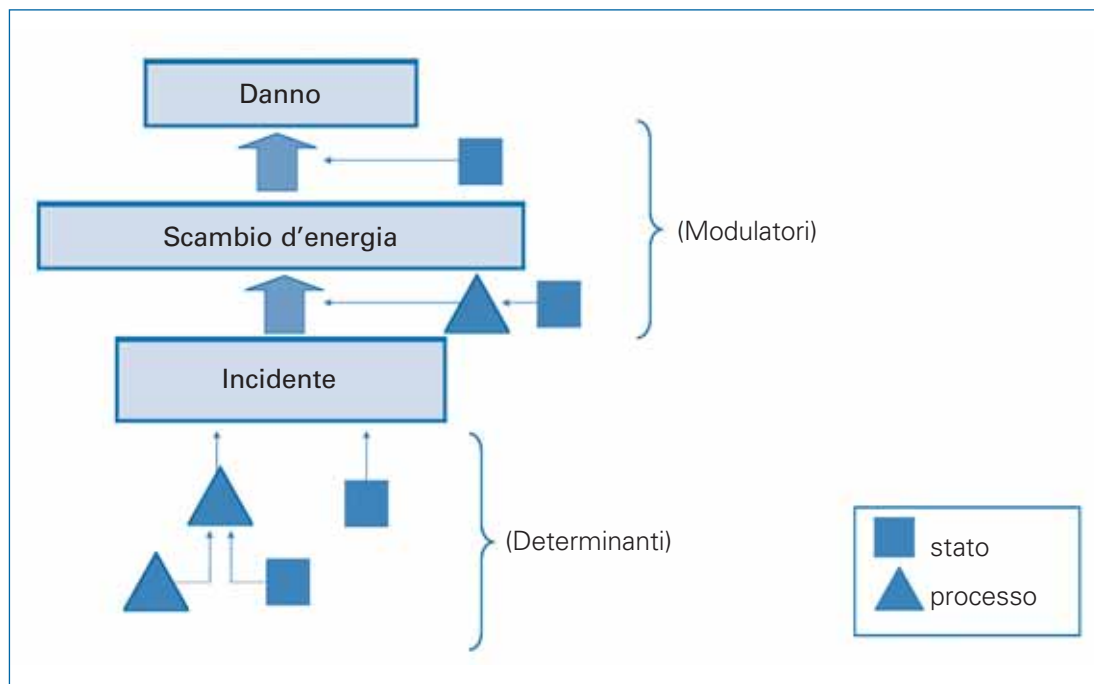 Danno
Scambio d'energia
(Modulatori)
Incidente
(Determinanti)
stato
processo